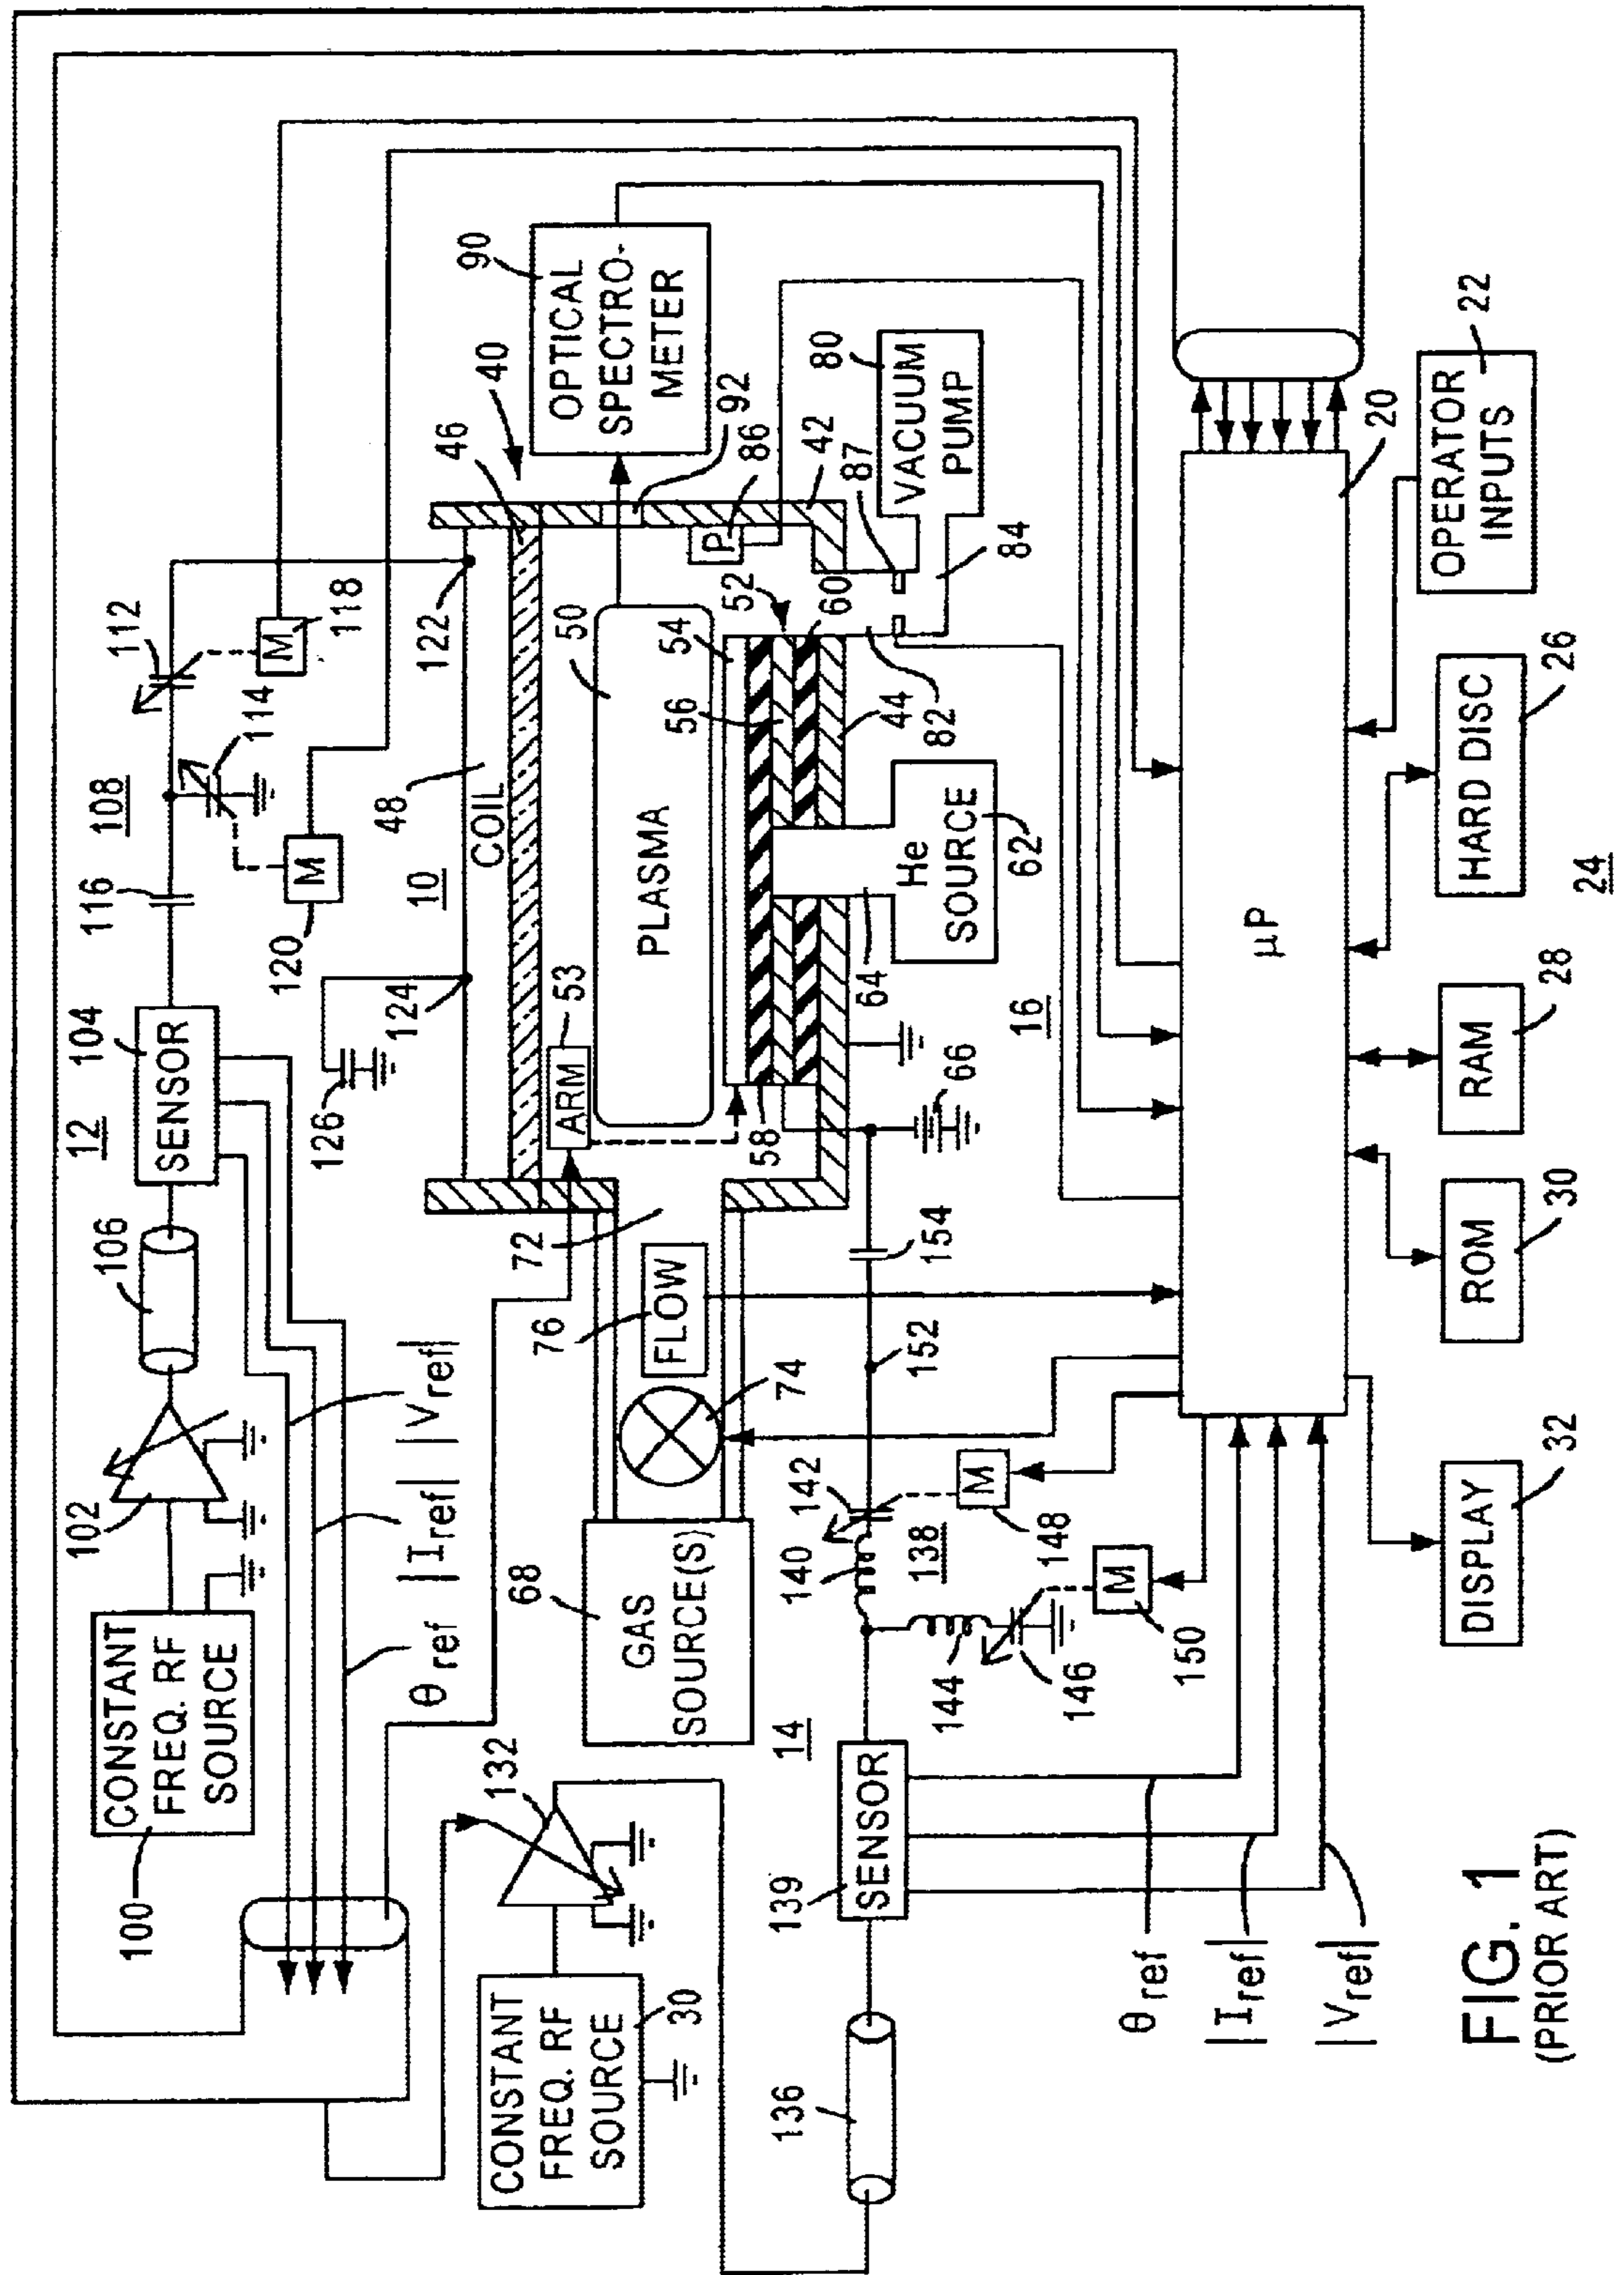 12
100
CONSTANT
FREQ. RF
SOURCE
102
106
104
SENSOR
116
108
112
114
M
118
M
120
126
124
122
10
48
COIL
46
40
90
OPTICAL
SPECTRO-
METER
92
θref
|Iref|
|Vref|
132
CONSTANT
FREQ. RF
SOURCE
30
68
GAS
SOURCE(S)
74
76
FLOW
72
ARM
53
PLASMA
50
54
52
56
58
60
P
86
42
87
80
VACUUM
PUMP
84
82
44
He
SOURCE
62
64
66
16
136
139
SENSOR
14
144
146
140
142
138
M
148
M
150
152
154
θref
|Iref|
|Vref|
μP
20
DISPLAY
32
ROM
30
RAM
28
HARD DISC
26
24
OPERATOR
INPUTS
22
FIG. 1
(PRIOR ART)